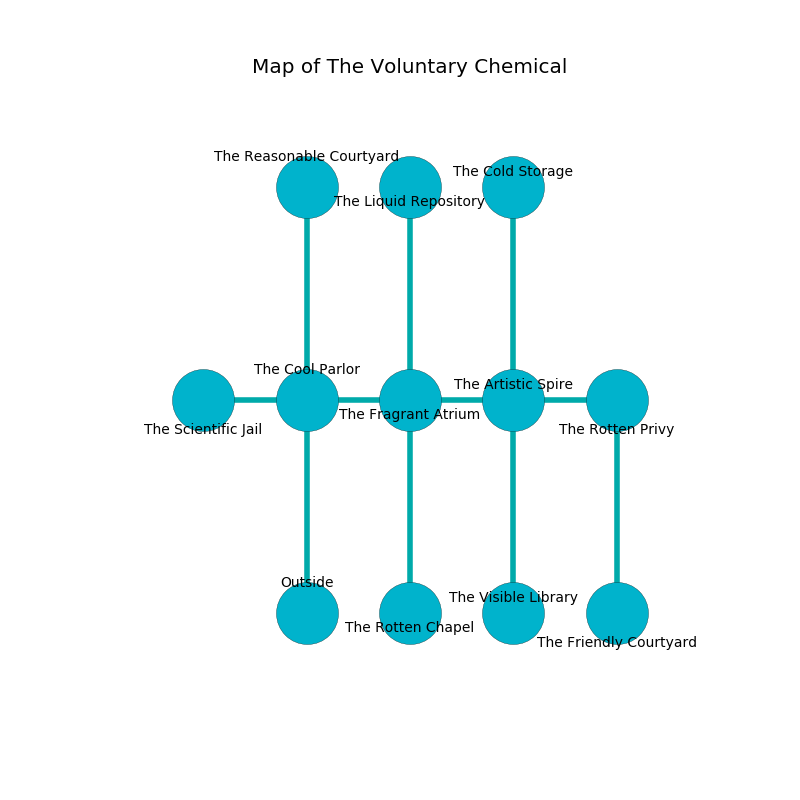 Map of The Voluntary Chemical
The Reasonable Courtyard
The Cold Storage
The Liquid Repository
The Cool Parlor
The Artistic Spire
The Fragrant Atrium
The Scientific Jail
The Rotten Privy
Outside
The Visible Library
The Rotten Chapel
The Friendly Courtyard